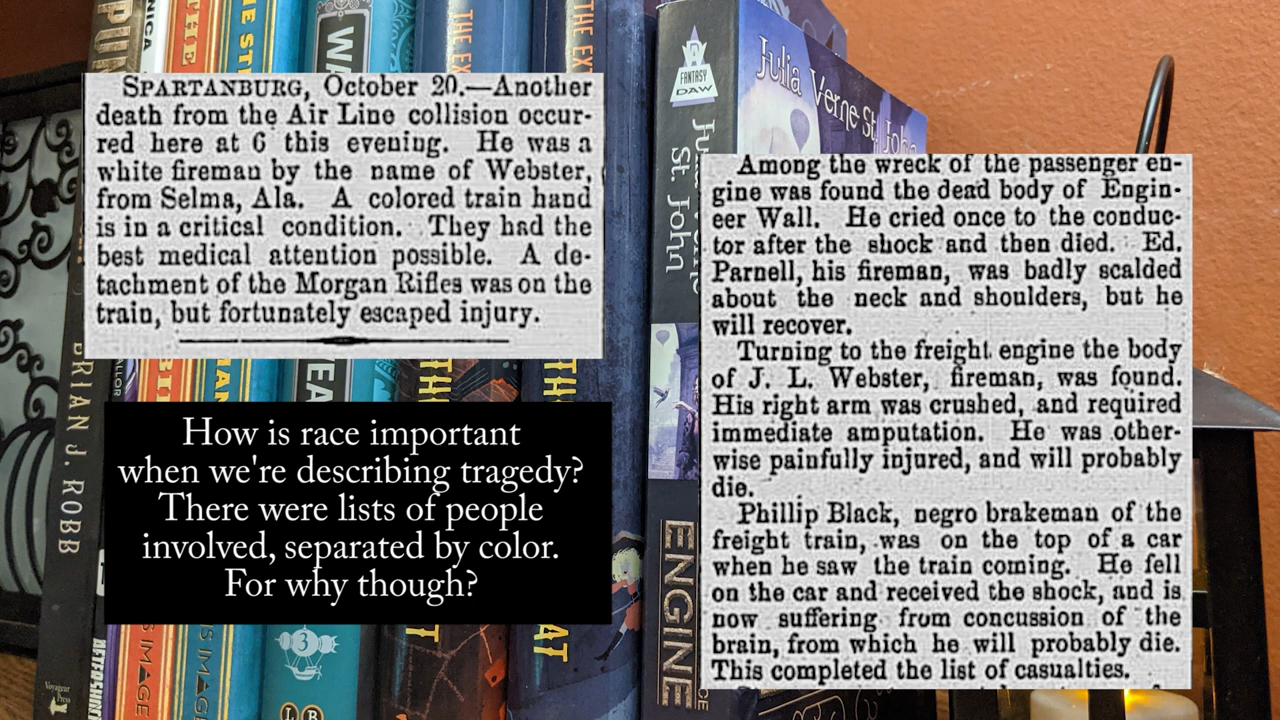 SPARTANBURG, October 20.—Another
death from the Air Line collision occur-
red here at 6 this evening. He was a
white fireman by the name of Webster,
from Selma, Ala. A colored train hand
is in a critical condition. They had the
best medical attention possible. A de-
tachment of the Morgan Rifles was on the
train, but fortunately escaped injury.
How is race important
when we're describing tragedy?
There were lists of people
involved, separated by color.
For why though?
Among the wreck of the passenger en-
gine was found the dead body of Engin-
eer Wall. He cried once to the conduc-
tor after the shock and then died. Ed.
Parnell, his fireman, was badly scalded
about the neck and shoulders, but he
will recover.
Turning to the freight engine the body
of J. L. Webster, fireman, was found.
His right arm was crushed, and required
immediate amputation. He was other-
wise painfully injured, and will probably
die.
Phillip Black, negro brakeman of the
freight train, was on the top of a car
when he saw the train coming. He fell
on the car and received the shock, and is
now suffering from concussion of the
brain, from which he will probably die.
This completed the list of casualties.
RIAN J. ROBB
Voyageur
Press
THE
3
L B
FANTASY
DAW
Julia Verne St. John
St. John
ENGINE